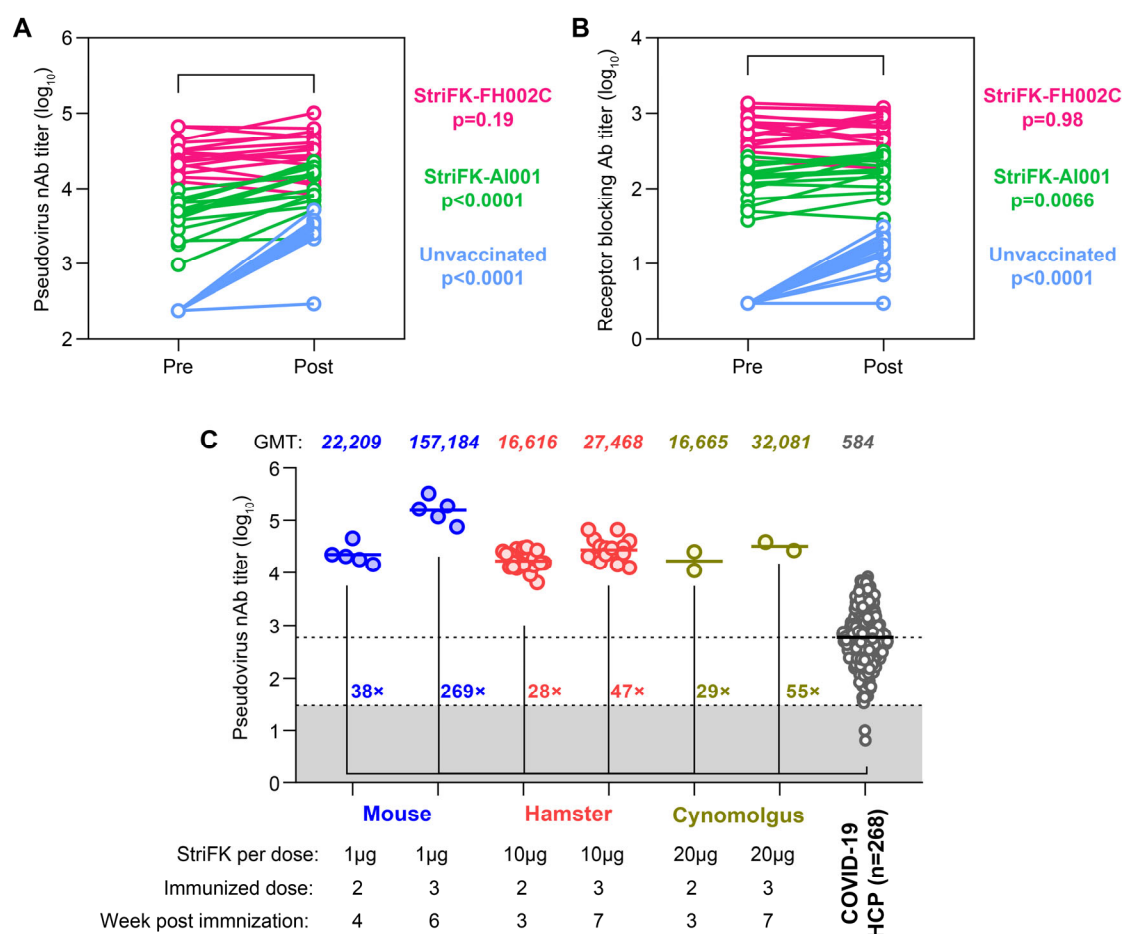 A
Pseudovirus nAb titer (log10)
6
5
4
3
2
Pre
Post
StriFK-FH002C
p=0.19
StriFK-Al001
p<0.0001
Unvaccinated
p<0.0001
B
Receptor blocking Ab titer (log10)
4
3
2
1
0
Pre
Post
StriFK-FH002C
p=0.98
StriFK-Al001
p=0.0066
Unvaccinated
p<0.0001
C
GMT: 22,209 157,184 16,616 27,468 16,665 32,081 584
Pseudovirus nAb titer (log10)
6
5
4
3
2
1
0
38× 269× 28× 47× 29× 55×
Mouse Hamster Cynomolgus
COVID-19
HCP (n=268)
StriFK per dose: 1µg 1µg 10µg 10µg 20µg 20µg
Immunized dose: 2 3 2 3 2 3
Week post immnization: 4 6 3 7 3 7